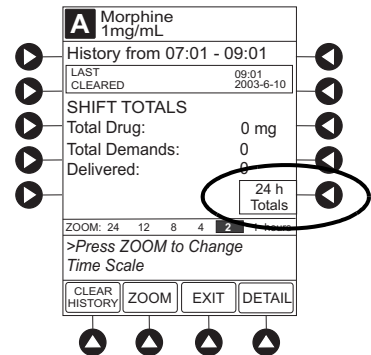 A Morphine
1mg/mL
History from 07:01 - 09:01
LAST 09:01
CLEARED 2003-6-10
SHIFT TOTALS
Total Drug: 0 mg
Total Demands: 0
Delivered: 0
24 h
Totals
ZOOM: 24 12 8 4 2 1 hours
>Press ZOOM to Change
Time Scale
CLEAR
HISTORY ZOOM EXIT DETAIL